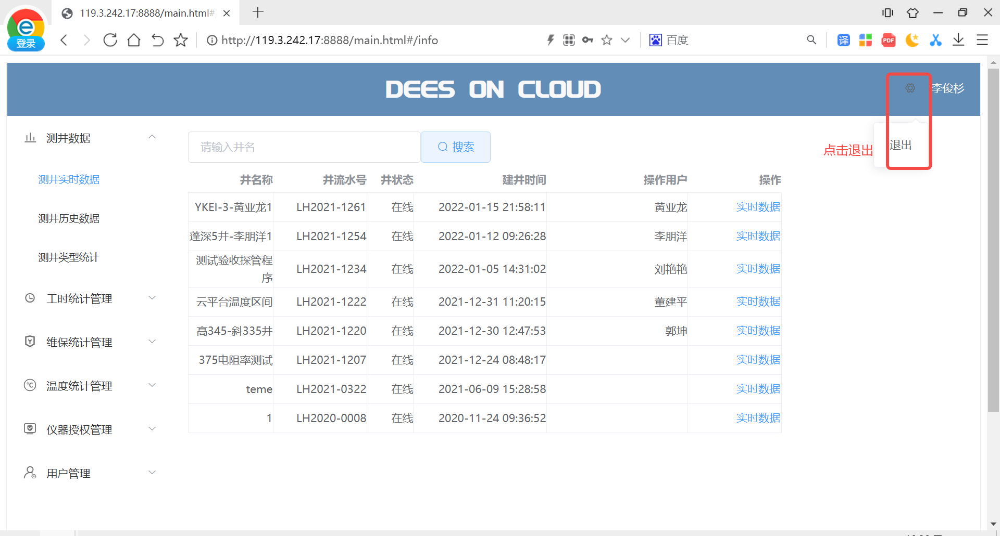 119.3.242.17:8888/main.html#
登录
http://119.3.242.17:8888/main.html#/info
百度
译
PDF
DEES ON CLOUD
李俊杉
退出
点击退出
测井数据
测井实时数据
测井历史数据
测井类型统计
工时统计管理
维保统计管理
℃
温度统计管理
仪器授权管理
用户管理
请输入井名
搜索
井名称 井流水号 井状态 建井时间 操作用户 操作
YKEI-3-黄亚龙1 LH2021-1261 在线 2022-01-15 21:58:11 黄亚龙 实时数据
蓬深5井-李朋洋1 LH2021-1254 在线 2022-01-12 09:26:28 李朋洋 实时数据
测试验收探管程
序 LH2021-1234 在线 2022-01-05 14:31:02 刘艳艳 实时数据
云平台温度区间 LH2021-1222 在线 2021-12-31 11:20:15 董建平 实时数据
高345-斜335井 LH2021-1220 在线 2021-12-30 12:47:53 郭坤 实时数据
375电阻率测试 LH2021-1207 在线 2021-12-24 08:48:17 实时数据
teme LH2021-0322 在线 2021-06-09 15:28:58 实时数据
1 LH2020-0008 在线 2020-11-24 09:36:52 实时数据